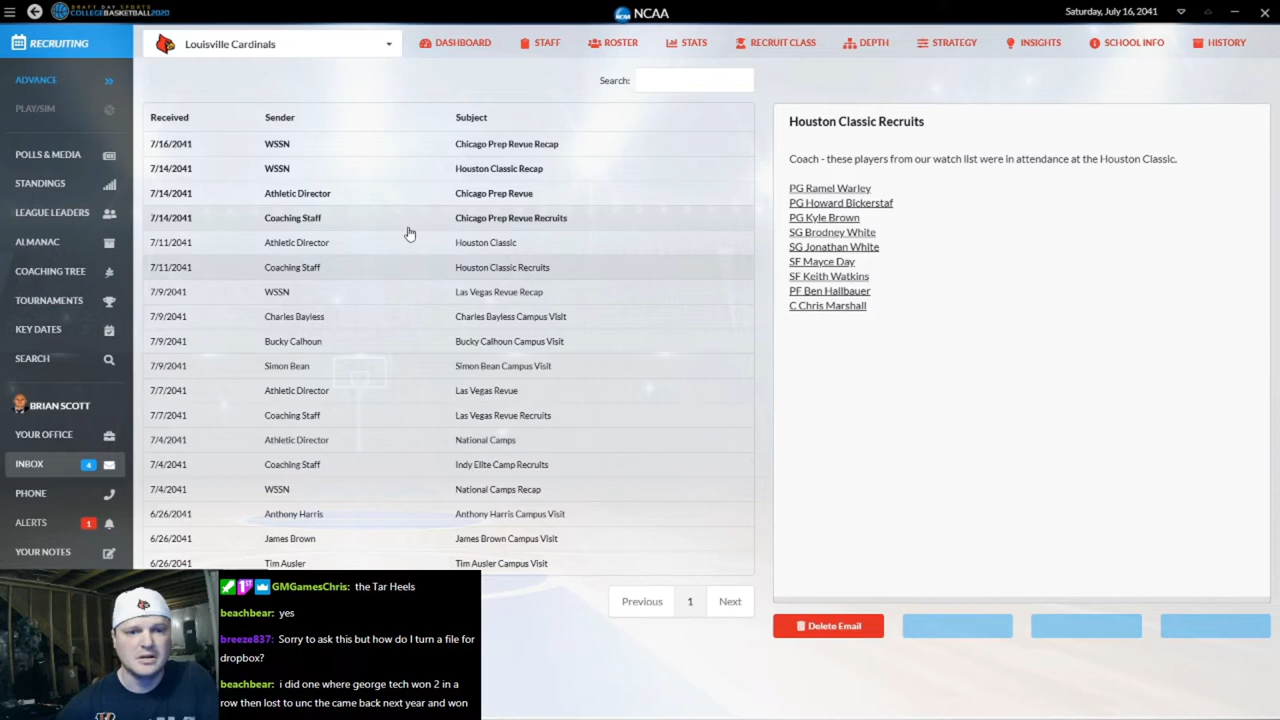 DRAFT DAY SPORTS
COLLEGE BASKETBALL 2020
NCAA
Saturday, July 16, 2041
RECRUITING
Louisville Cardinals
DASHBOARD
STAFF
ROSTER
STATS
RECRUIT CLASS
DEPTH
STRATEGY
INSIGHTS
SCHOOL INFO
HISTORY
ADVANCE
PLAY/SIM
POLLS & MEDIA
STANDINGS
LEAGUE LEADERS
ALMANAC
COACHING TREE
TOURNAMENTS
KEY DATES
SEARCH
BRIAN SCOTT
YOUR OFFICE
INBOX 4
PHONE
ALERTS 1
YOUR NOTES
Search:
Received Sender Subject
7/16/2041 WSSN Chicago Prep Revue Recap
7/14/2041 WSSN Houston Classic Recap
7/14/2041 Athletic Director Chicago Prep Revue
7/14/2041 Coaching Staff Chicago Prep Revue Recruits
7/11/2041 Athletic Director Houston Classic
7/11/2041 Coaching Staff Houston Classic Recruits
7/9/2041 WSSN Las Vegas Revue Recap
7/9/2041 Charles Bayless Charles Bayless Campus Visit
7/9/2041 Bucky Calhoun Bucky Calhoun Campus Visit
7/9/2041 Simon Bean Simon Bean Campus Visit
7/7/2041 Athletic Director Las Vegas Revue
7/7/2041 Coaching Staff Las Vegas Revue Recruits
7/4/2041 Athletic Director National Camps
7/4/2041 Coaching Staff Indy Elite Camp Recruits
7/4/2041 WSSN National Camps Recap
6/26/2041 Anthony Harris Anthony Harris Campus Visit
6/26/2041 James Brown James Brown Campus Visit
6/26/2041 Tim Ausler Tim Ausler Campus Visit
Previous 1 Next
Houston Classic Recruits
Coach - these players from our watch list were in attendance at the Houston Classic.
PG Ramel Warley
PG Howard Bickerstaf
PG Kyle Brown
SG Brodney White
SG Jonathan White
SF Mayce Day
SF Keith Watkins
PF Ben Hallbauer
C Chris Marshall
Delete Email
GMGamesChris: the Tar Heels
beachbear: yes
breeze837: Sorry to ask this but how do I turn a file for
dropbox?
beachbear: i did one where george tech won 2 in a
row then lost to unc the came back next year and won